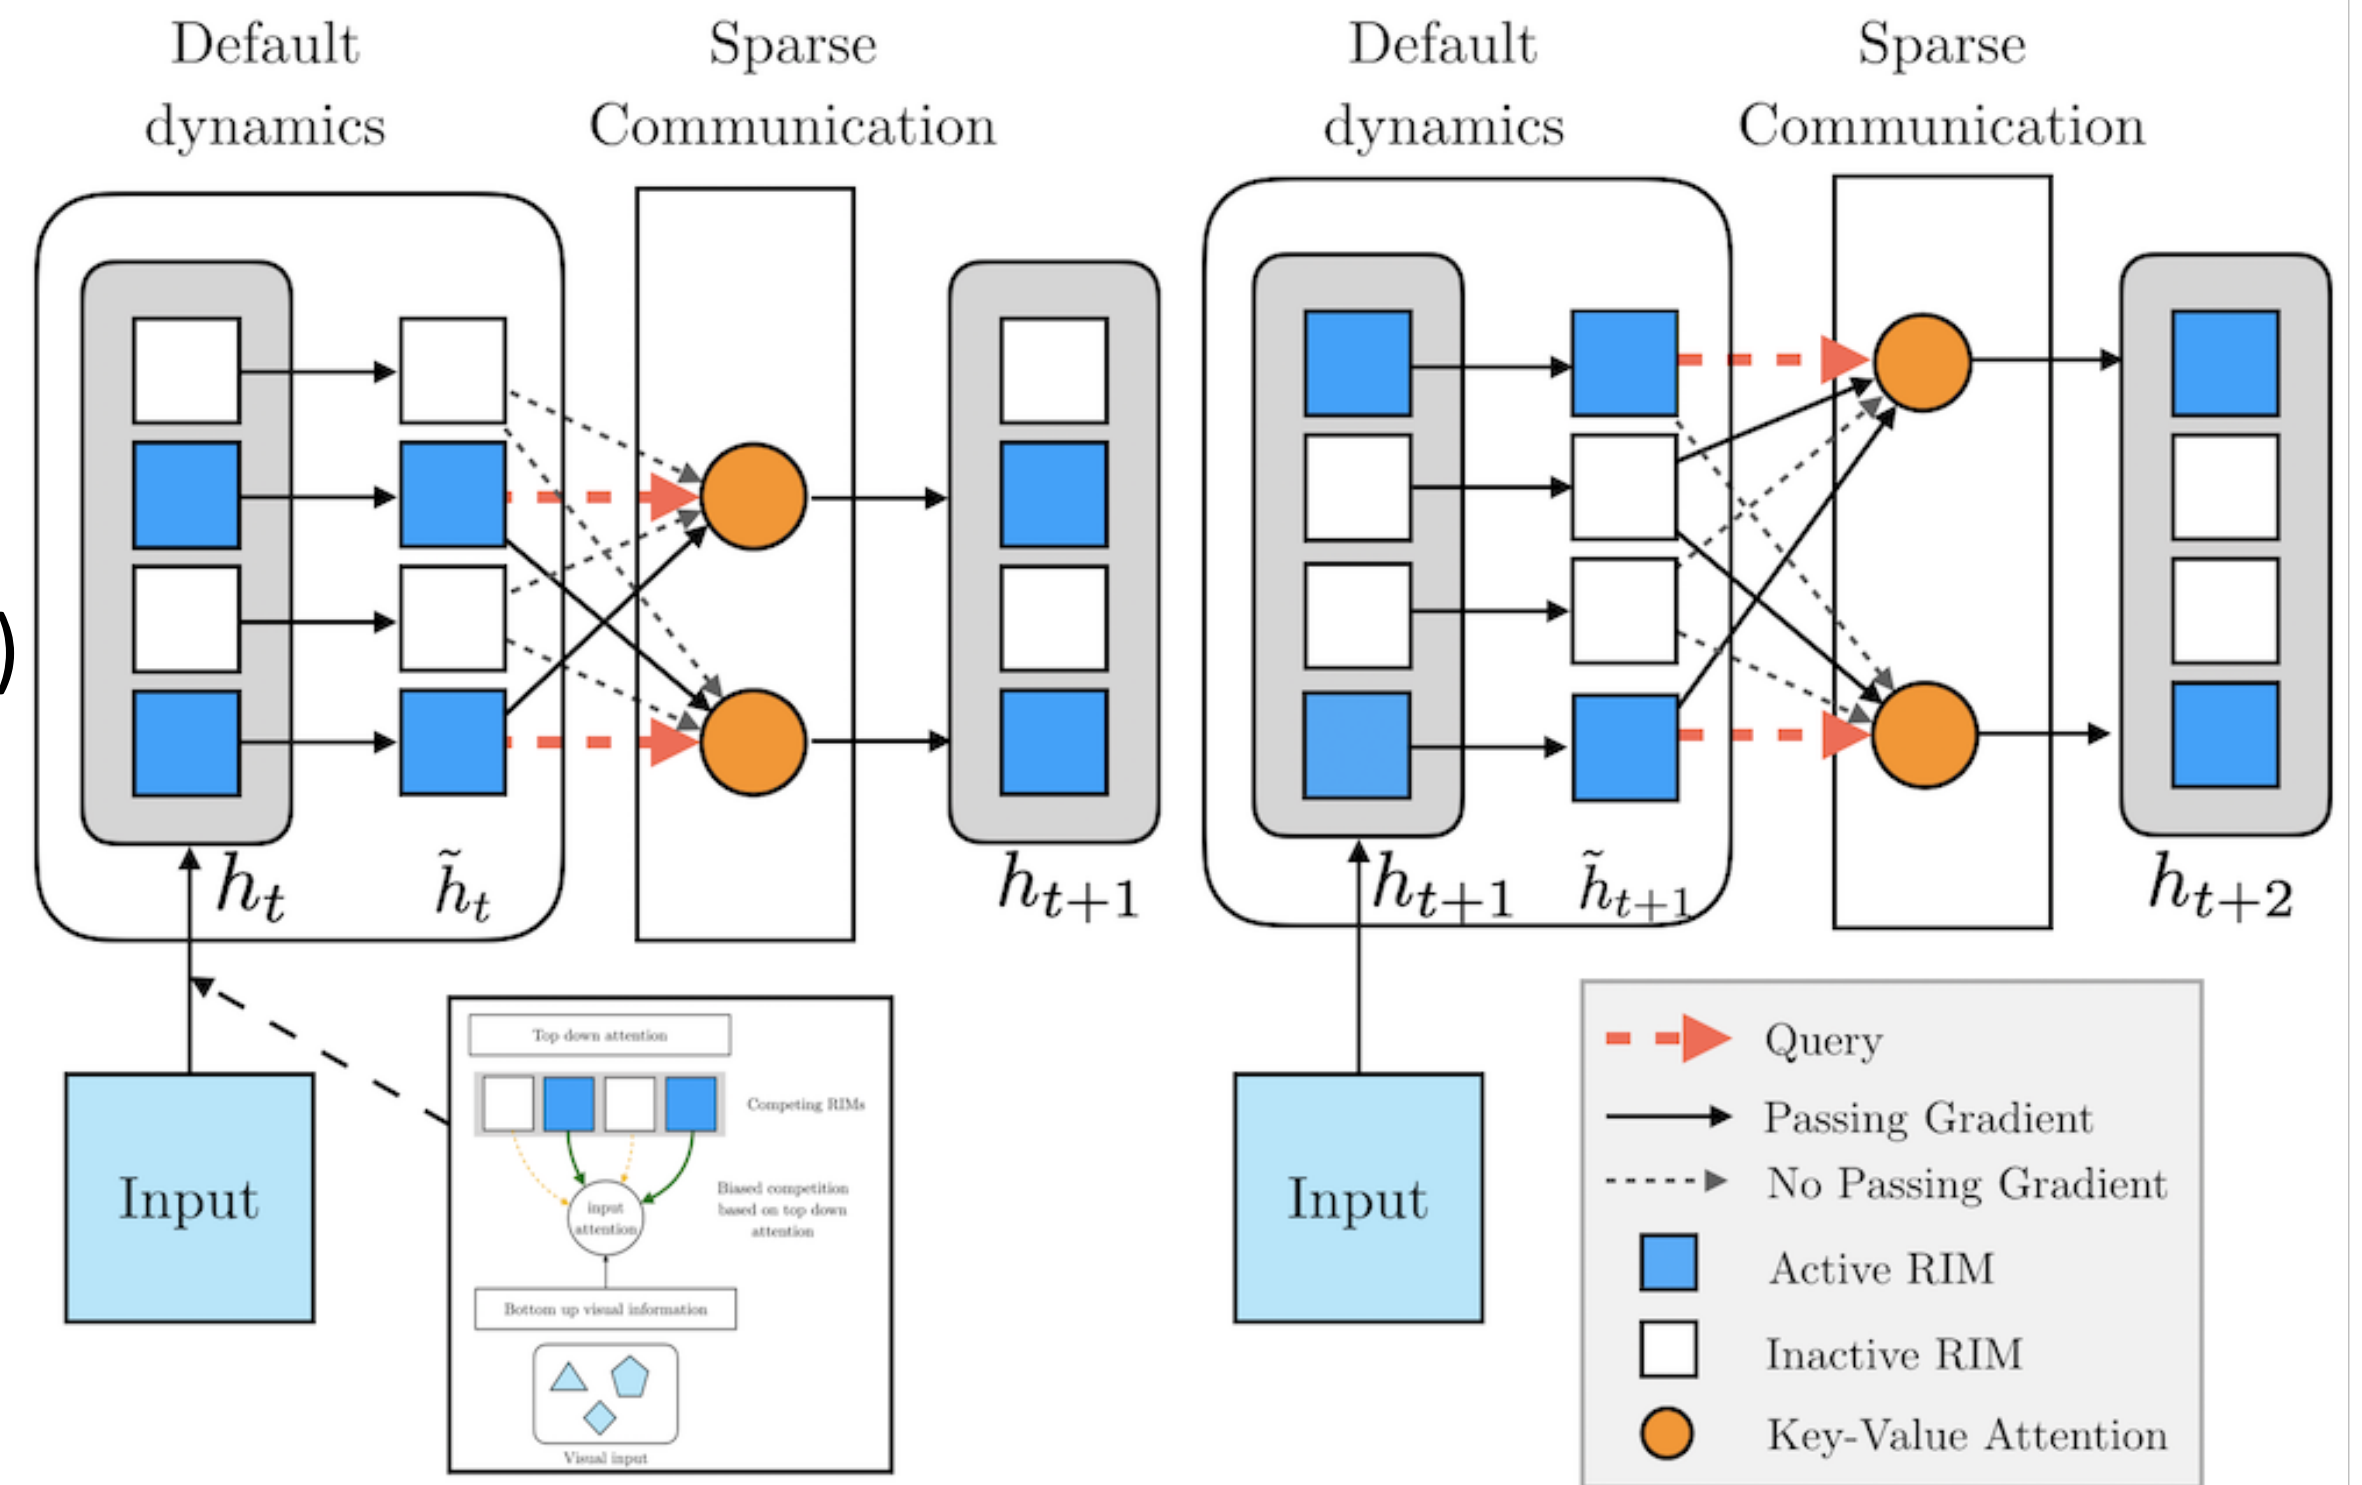 Default
dynamics
Sparse
Communication
Default
dynamics
Sparse
Communication
)
h_t
h̃_t
h_{t+1}
h_{t+1}
h̃_{t+1}
h_{t+2}
Input
Top down attention
Competing RIMs
Biased competition
based on top down
attention
input
attention
Bottom up visual information
Visual input
Input
Query
Passing Gradient
No Passing Gradient
Active RIM
Inactive RIM
Key-Value Attention